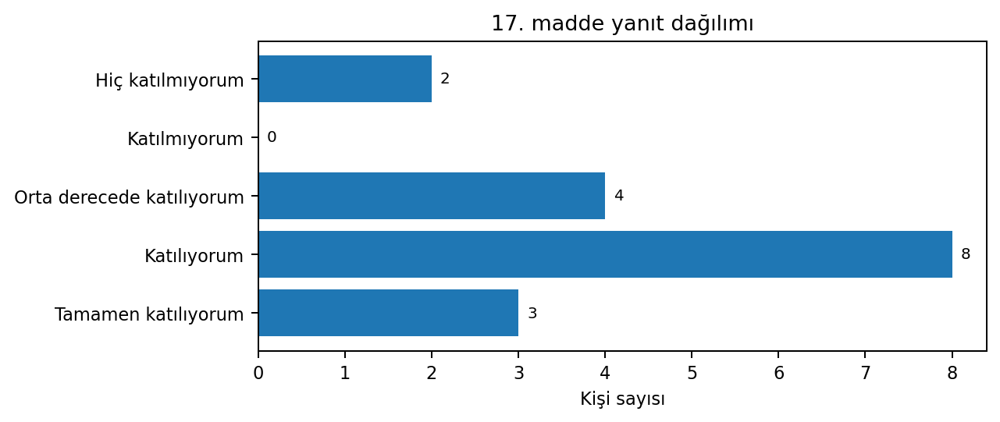 17. madde yanıt dağılımı
Hiç katılmıyorum 2
Katılmıyorum 0
Orta derecede katılıyorum 4
Katılıyorum 8
Tamamen katılıyorum 3
0 1 2 3 4 5 6 7 8
Kişi sayısı